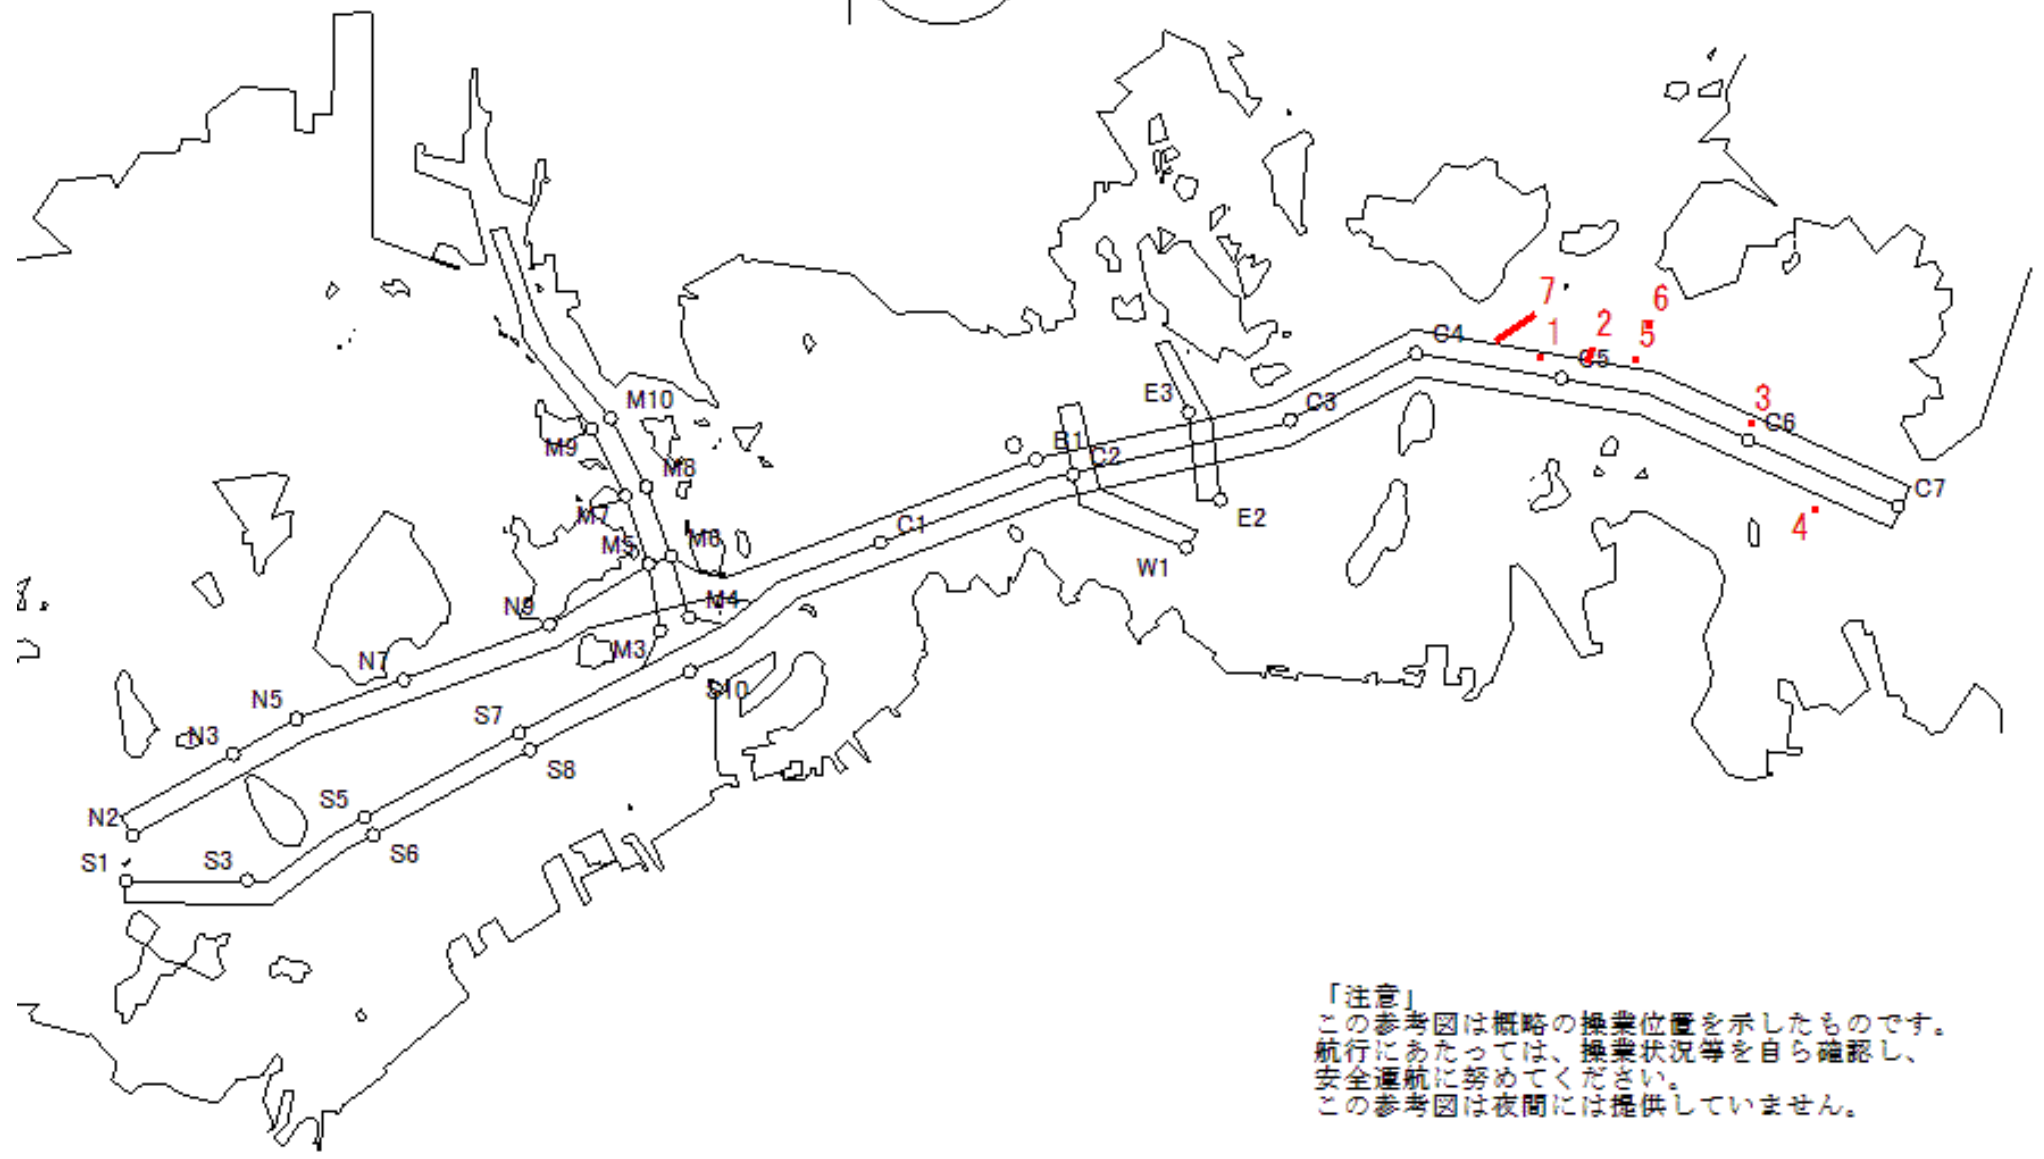 7
6
1
2
5
C4
C5
3
C6
C7
4
M10
E3
C3
M9
B1
C2
M8
M7
E2
C1
M5
M6
W1
N9
M4
M3
N7
S10
N5
S7
N3
S8
S5
N2
S1
S3
S6
「注意」
この参考図は概略の操業位置を示したものです。
航行にあたっては、操業状況等を自ら確認し、
安全運航に努めてください。
この参考図は夜間には提供していません。